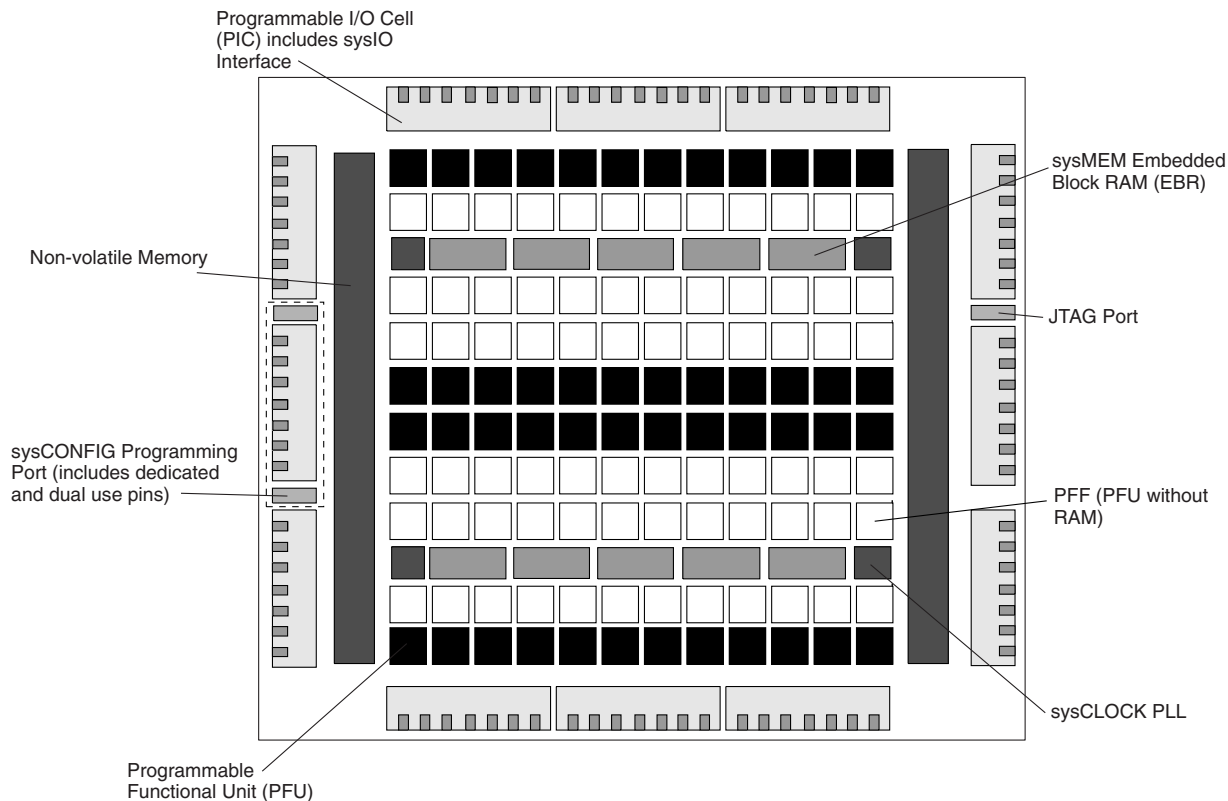 Programmable I/O Cell
(PIC) includes sysIO
Interface
sysMEM Embedded
Block RAM (EBR)
Non-volatile Memory
JTAG Port
sysCONFIG Programming
Port (includes dedicated
and dual use pins)
PFF (PFU without
RAM)
sysCLOCK PLL
Programmable
Functional Unit (PFU)